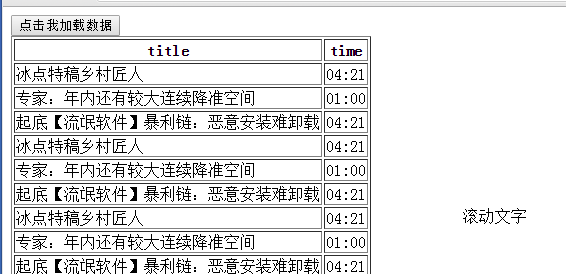 点击我加载数据
title time
冰点特稿乡村匠人 04:21
专家：年内还有较大连续降准空间 01:00
起底【流氓软件】暴利链：恶意安装难卸载 04:21
冰点特稿乡村匠人 04:21
专家：年内还有较大连续降准空间 01:00
起底【流氓软件】暴利链：恶意安装难卸载 04:21
冰点特稿乡村匠人 04:21
滚动文字
专家：年内还有较大连续降准空间 01:00
起底【流氓软件】暴利链：恶意安装难卸载 04:21